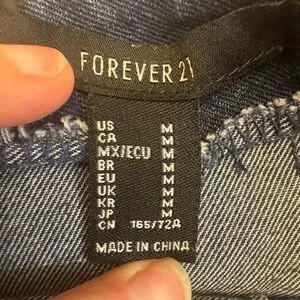 FOREVER 21
US M
CA M
MX/ECU M
BR M
EU M
UK M
KR M
JP M
CN 165/72A
MADE IN CHINA